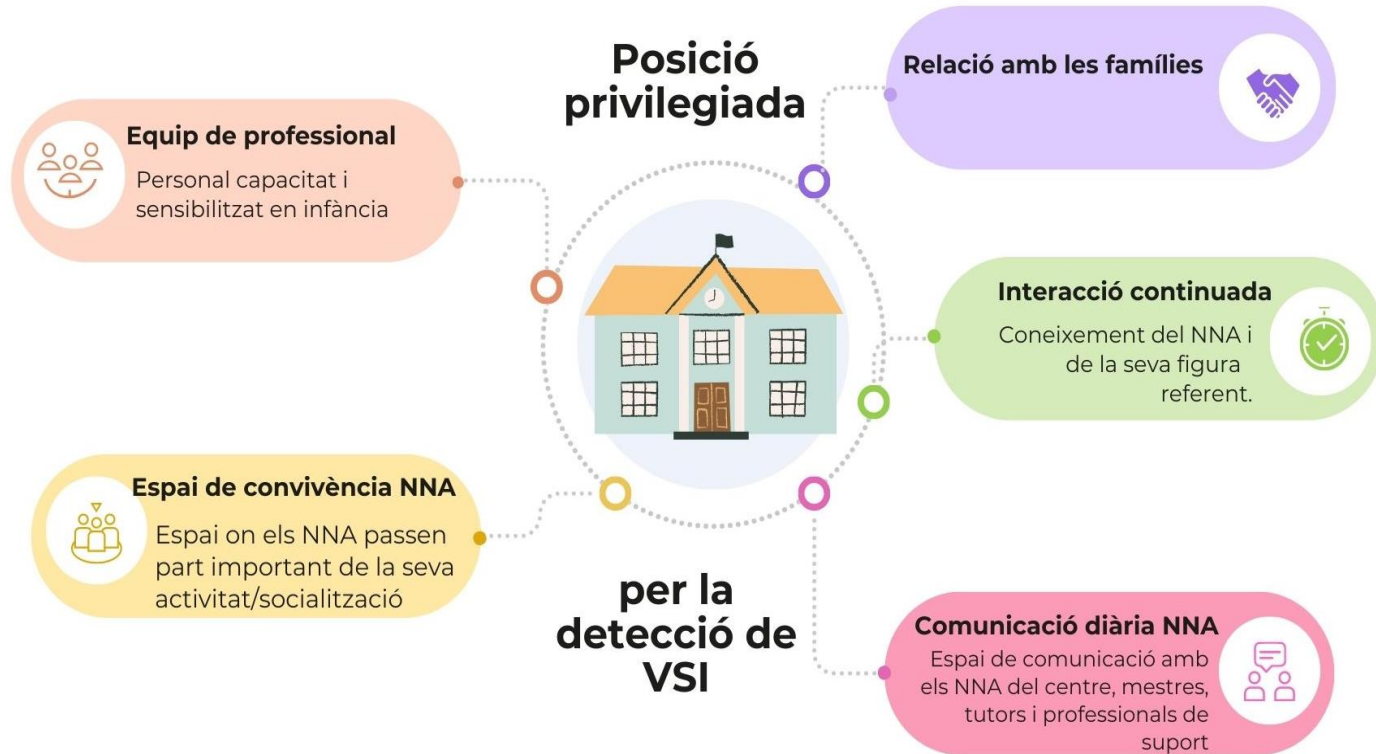 Posició
privilegiada
Relació amb les famílies
Equip de professional
Personal capacitat i
sensibilitzat en infància
Interacció continuada
Coneixement del NNA i
de la seva figura
referent.
Espai de convivència NNA
Espai on els NNA passen
part important de la seva
activitat/socialització
per la
detecció de
VSI
Comunicació diària NNA
Espai de comunicació amb
els NNA del centre, mestres,
tutors i professionals de
suport